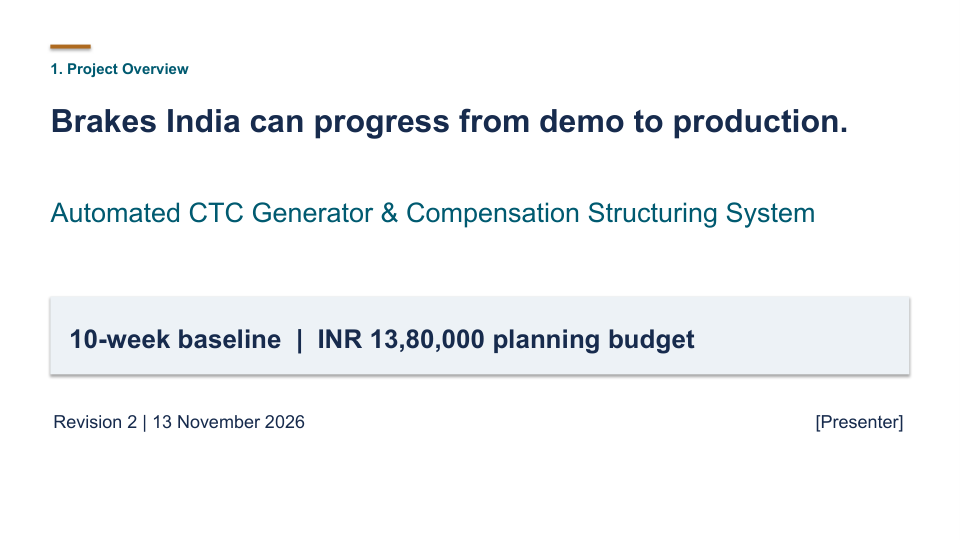 1. Project Overview
Brakes India can progress from demo to production.
Automated CTC Generator & Compensation Structuring System
10-week baseline | INR 13,80,000 planning budget
Revision 2 | 13 November 2026
[Presenter]